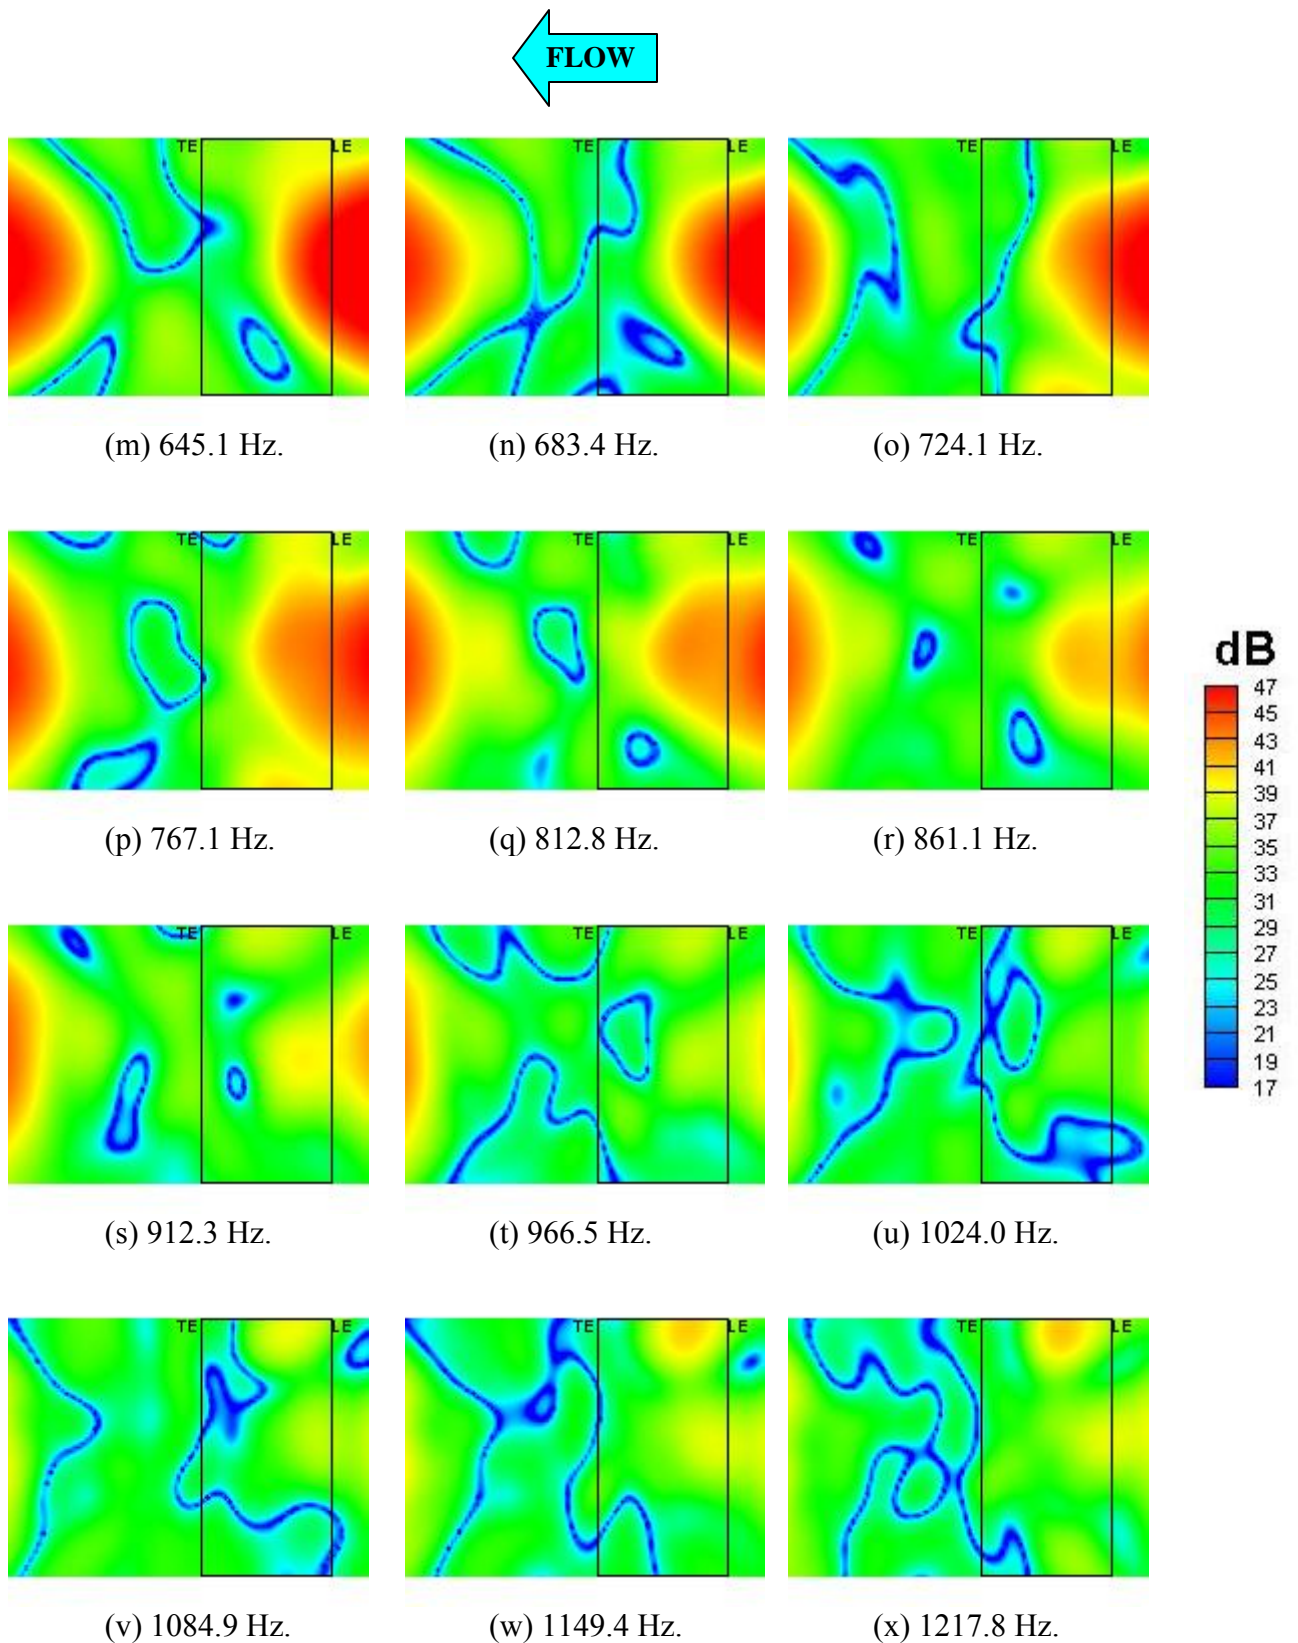 FLOW
TE LE TE LE TE LE
(m) 645.1 Hz. (n) 683.4 Hz. (o) 724.1 Hz.
TE LE TE LE TE LE
(p) 767.1 Hz. (q) 812.8 Hz. (r) 861.1 Hz.
dB
47
45
43
41
39
37
35
33
31
29
27
25
23
21
19
17
TE LE TE LE TE LE
(s) 912.3 Hz. (t) 966.5 Hz. (u) 1024.0 Hz.
TE LE TE LE TE LE
(v) 1084.9 Hz. (w) 1149.4 Hz. (x) 1217.8 Hz.